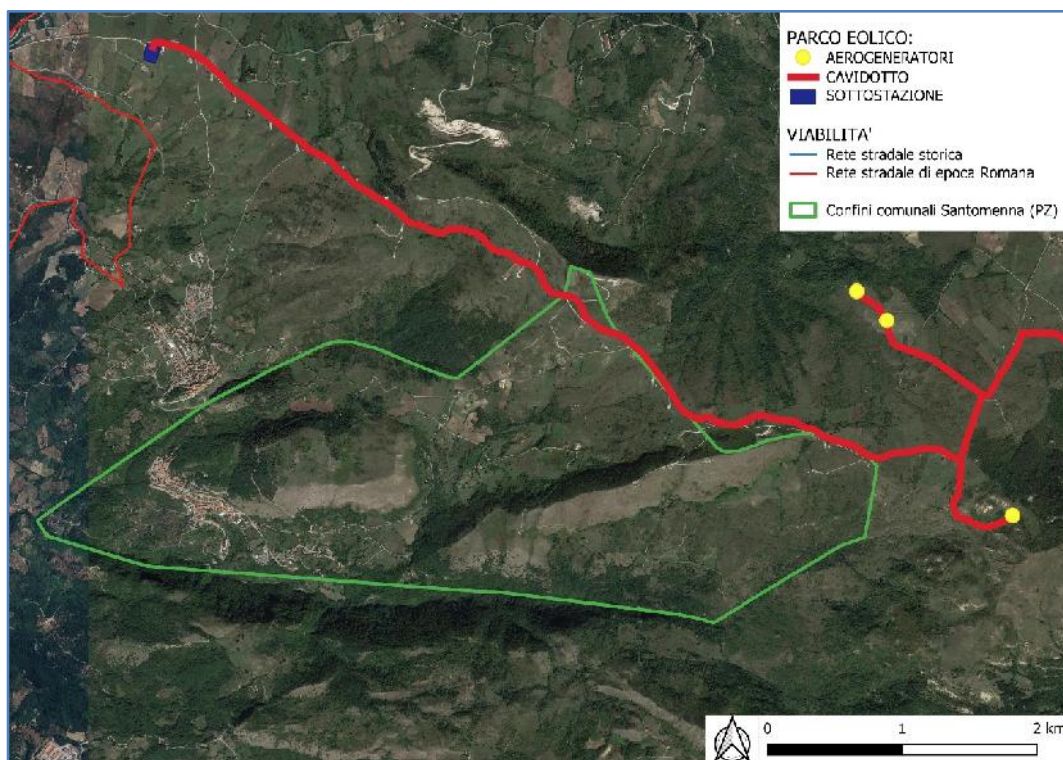 PARCO EOLICO:
AEROGENERATORI
CAVIDOTTO
SOTTOSTAZIONE
VIABILITA'
Rete stradale storica
Rete stradale di epoca Romana
Confini comunali Santomenna (PZ)
0 1 2 km